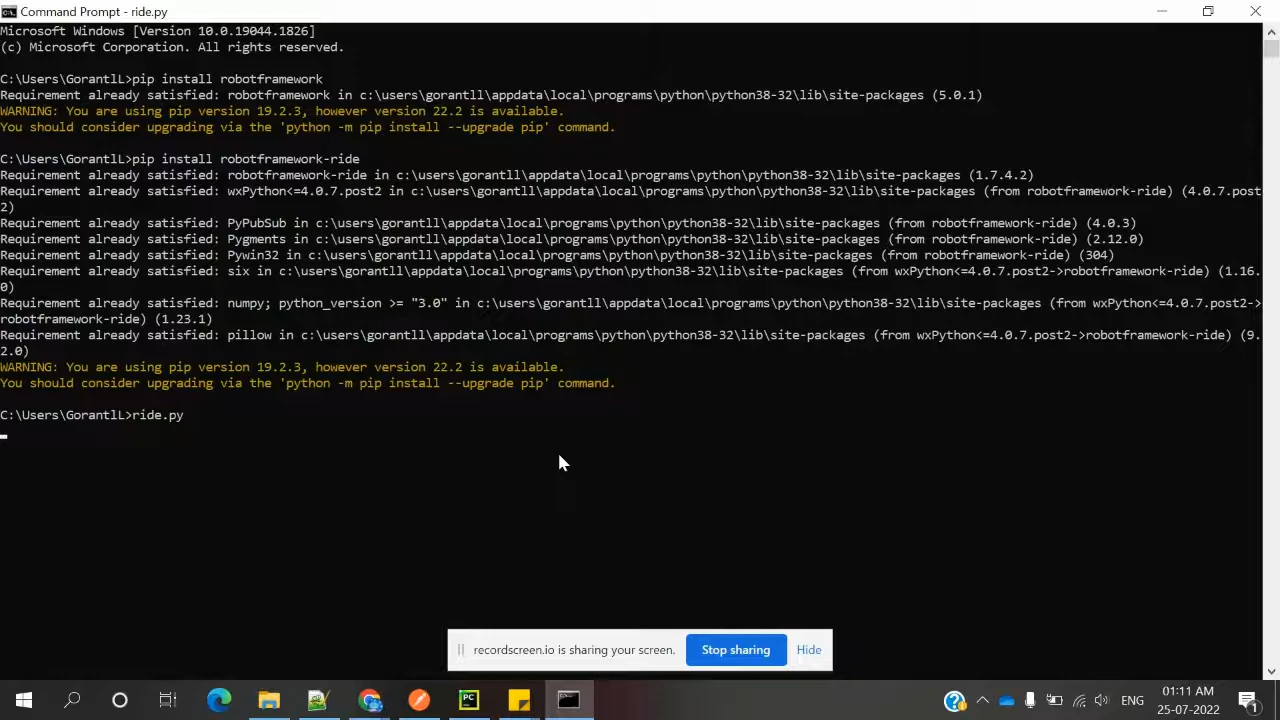 Command Prompt - ride.py
Microsoft Windows [Version 10.0.19044.1826]
(c) Microsoft Corporation. All rights reserved.
C:\Users\GorantlL>pip install robotframework
Requirement already satisfied: robotframework in c:\users\gorantll\appdata\local\programs\python\python38-32\lib\site-packages (5.0.1)
WARNING: You are using pip version 19.2.3, however version 22.2 is available.
You should consider upgrading via the 'python -m pip install --upgrade pip' command.
C:\Users\GorantlL>pip install robotframework-ride
Requirement already satisfied: robotframework-ride in c:\users\gorantll\appdata\local\programs\python\python38-32\lib\site-packages (1.7.4.2)
Requirement already satisfied: wxPython<=4.0.7.post2 in c:\users\gorantll\appdata\local\programs\python\python38-32\lib\site-packages (from robotframework-ride) (4.0.7.post
2)
Requirement already satisfied: PyPubSub in c:\users\gorantll\appdata\local\programs\python\python38-32\lib\site-packages (from robotframework-ride) (4.0.3)
Requirement already satisfied: Pygments in c:\users\gorantll\appdata\local\programs\python\python38-32\lib\site-packages (from robotframework-ride) (2.12.0)
Requirement already satisfied: Pywin32 in c:\users\gorantll\appdata\local\programs\python\python38-32\lib\site-packages (from robotframework-ride) (304)
Requirement already satisfied: six in c:\users\gorantll\appdata\local\programs\python\python38-32\lib\site-packages (from wxPython<=4.0.7.post2->robotframework-ride) (1.16.
0)
Requirement already satisfied: numpy; python_version >= "3.0" in c:\users\gorantll\appdata\local\programs\python\python38-32\lib\site-packages (from wxPython<=4.0.7.post2->
robotframework-ride) (1.23.1)
Requirement already satisfied: pillow in c:\users\gorantll\appdata\local\programs\python\python38-32\lib\site-packages (from wxPython<=4.0.7.post2->robotframework-ride) (9.
2.0)
WARNING: You are using pip version 19.2.3, however version 22.2 is available.
You should consider upgrading via the 'python -m pip install --upgrade pip' command.
C:\Users\GorantlL>ride.py
recordscreen.io is sharing your screen. Stop sharing Hide
PC
ENG
01:11 AM
25-07-2022
1